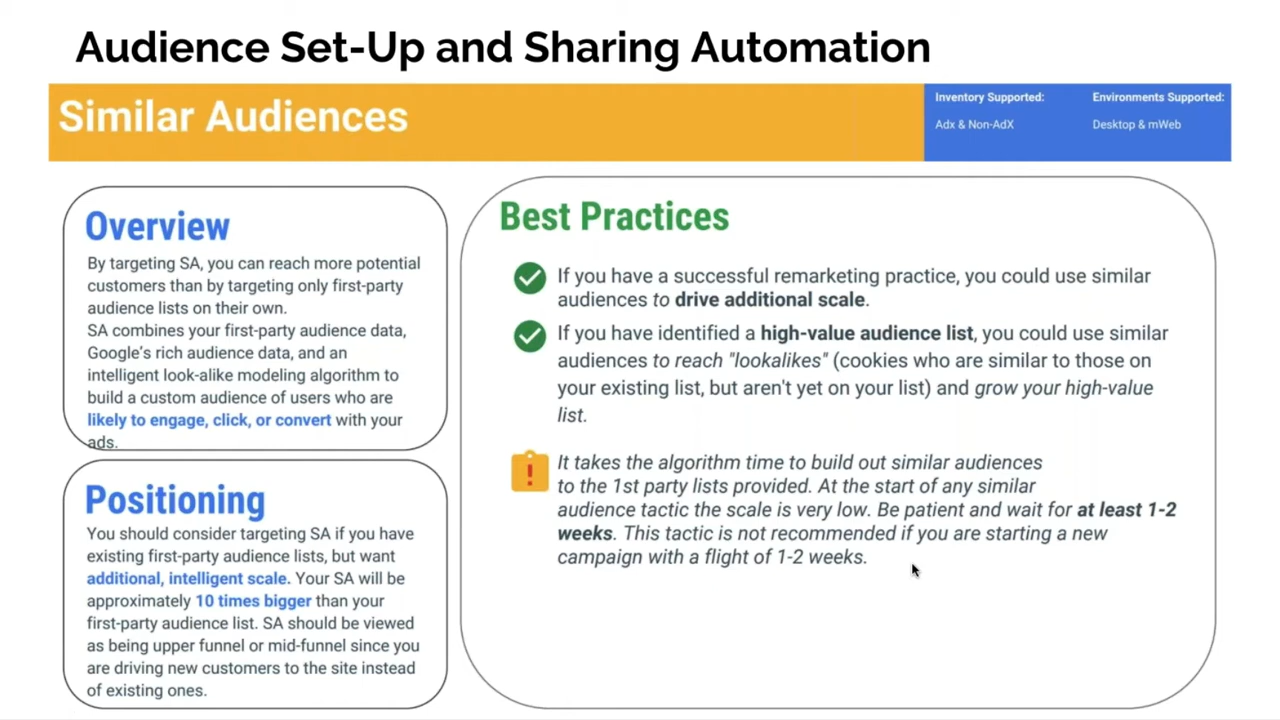 Audience Set-Up and Sharing Automation
Similar Audiences
Inventory Supported:
Adx & Non-AdX
Environments Supported:
Desktop & mWeb
Overview
By targeting SA, you can reach more potential
customers than by targeting only first-party
audience lists on their own.
SA combines your first-party audience data,
Google's rich audience data, and an
intelligent look-alike modeling algorithm to
build a custom audience of users who are
likely to engage, click, or convert with your
ads.
Positioning
You should consider targeting SA if you have
existing first-party audience lists, but want
additional, intelligent scale. Your SA will be
approximately 10 times bigger than your
first-party audience list. SA should be viewed
as being upper funnel or mid-funnel since you
are driving new customers to the site instead
of existing ones.
Best Practices
If you have a successful remarketing practice, you could use similar
audiences to drive additional scale.
If you have identified a high-value audience list, you could use similar
audiences to reach "lookalikes" (cookies who are similar to those on
your existing list, but aren't yet on your list) and grow your high-value
list.
It takes the algorithm time to build out similar audiences
to the 1st party lists provided. At the start of any similar
audience tactic the scale is very low. Be patient and wait for at least 1-2
weeks. This tactic is not recommended if you are starting a new
campaign with a flight of 1-2 weeks.